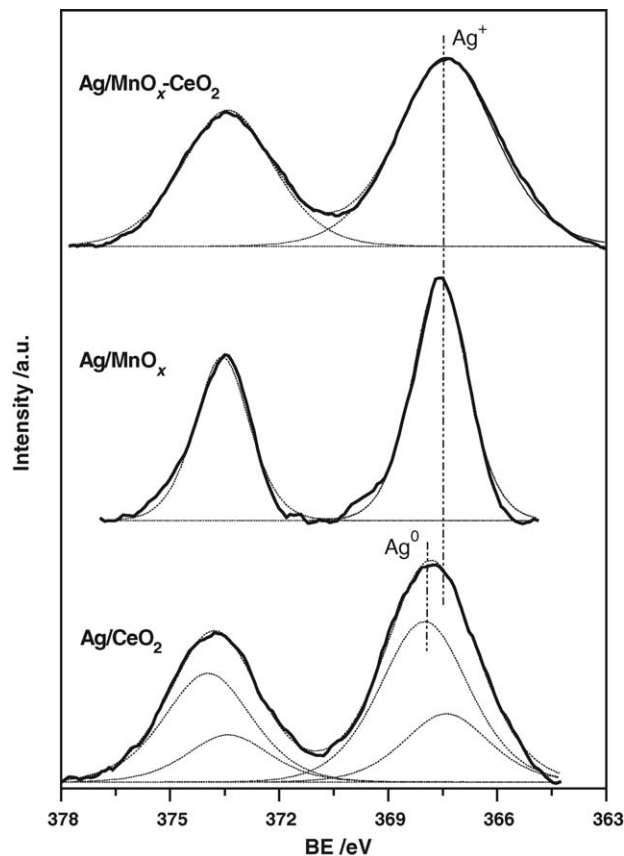 Ag⁺
Ag/MnOₓ-CeO₂
Ag/MnOₓ
Ag⁰
Ag/CeO₂
Intensity /a.u.
378 375 372 369 366 363
BE /eV